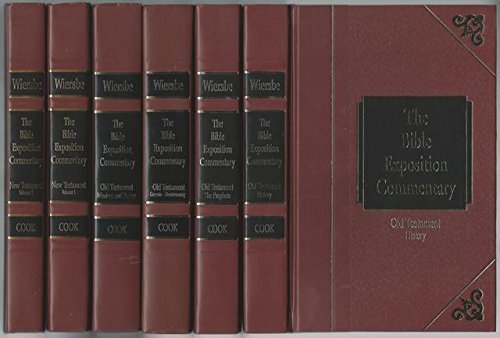 Wiersbe
The
Bible
Exposition
Commentary
New Testament
Volume 2
COOK
Wiersbe
The
Bible
Exposition
Commentary
New Testament
Volume 1
COOK
Wiersbe
The
Bible
Exposition
Commentary
Old Testament
Wisdom and Poetry
COOK
Wiersbe
The
Bible
Exposition
Commentary
Old Testament
Genesis - Deuteronomy
COOK
Wiersbe
The
Bible
Exposition
Commentary
Old Testament
The Prophets
COOK
Wiersbe
The
Bible
Exposition
Commentary
Old Testament
History
COOK
The
Bible
Exposition
Commentary
Old Testament
History